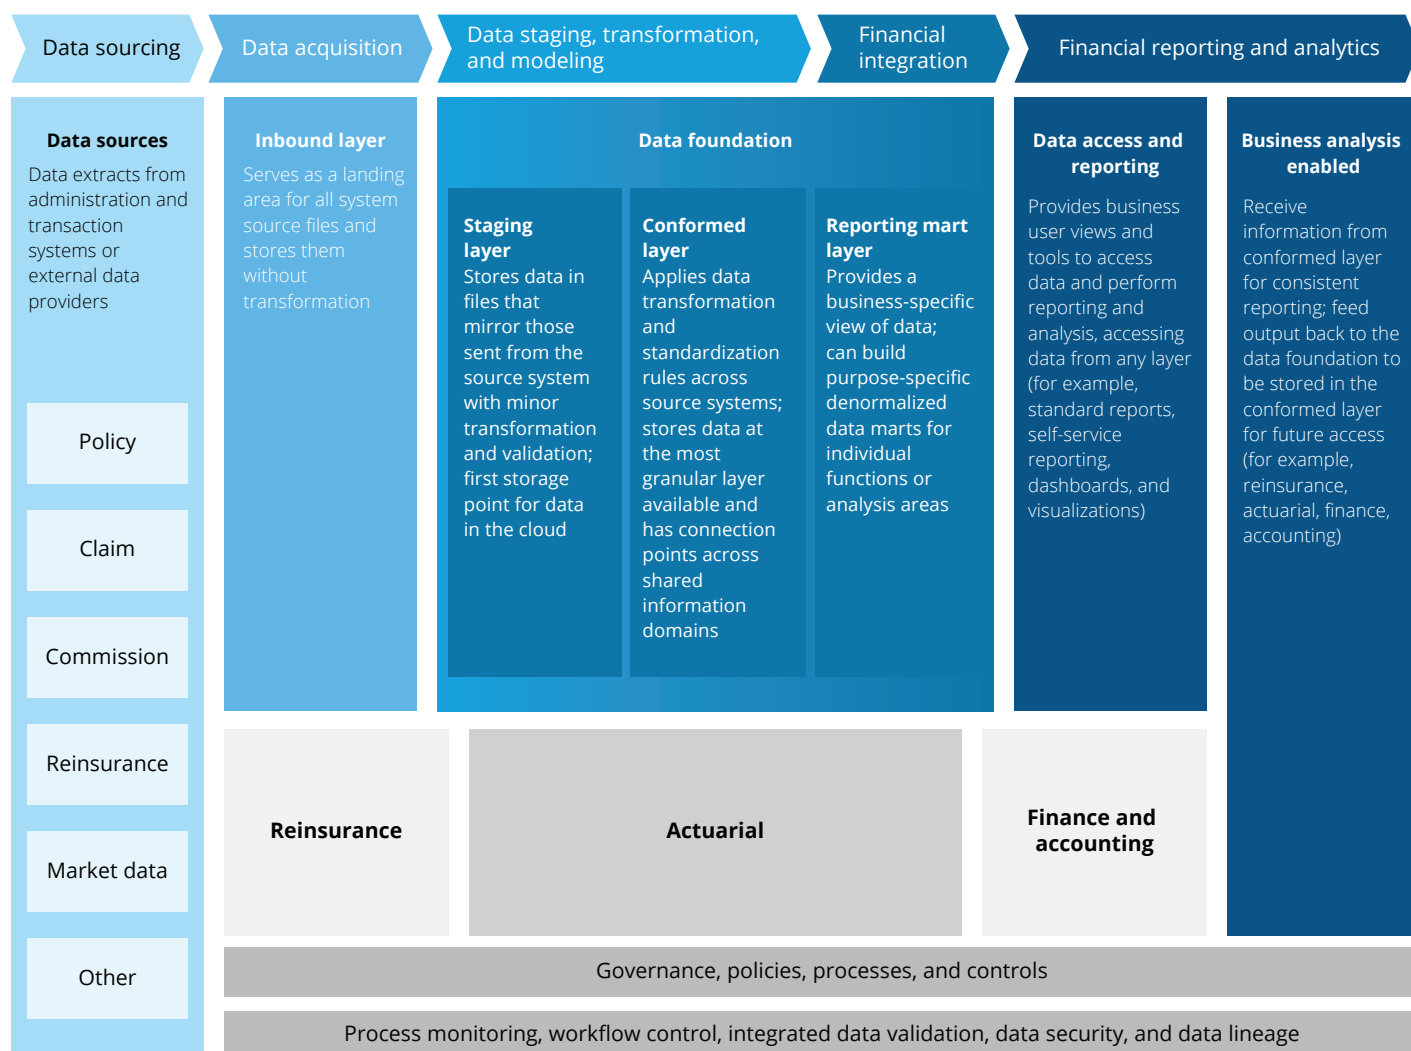 Data sourcing
Data acquisition
Data staging, transformation,
and modeling
Financial
integration
Financial reporting and analytics
Data sources
Data extracts from
administration and
transaction
systems or
external data
providers
Policy
Claim
Commission
Reinsurance
Market data
Other
Inbound layer
Serves as a landing
area for all system
source files and
stores them
without
transformation
Data foundation
Staging
layer
Stores data in
files that
mirror those
sent from the
source system
with minor
transformation
and validation;
first storage
point for data
in the cloud
Conformed
layer
Applies data
transformation
and
standardization
rules across
source systems;
stores data at
the most
granular layer
available and
has connection
points across
shared
information
domains
Reporting mart
layer
Provides a
business-specific
view of data;
can build
purpose-specific
denormalized
data marts for
individual
functions or
analysis areas
Data access and
reporting
Provides business
user views and
tools to access
data and perform
reporting and
analysis, accessing
data from any layer
(for example,
standard reports,
self-service
reporting,
dashboards, and
visualizations)
Business analysis
enabled
Receive
information from
conformed layer
for consistent
reporting; feed
output back to the
data foundation to
be stored in the
conformed layer
for future access
(for example,
reinsurance,
actuarial, finance,
accounting)
Reinsurance
Actuarial
Finance and
accounting
Governance, policies, processes, and controls
Process monitoring, workflow control, integrated data validation, data security, and data lineage